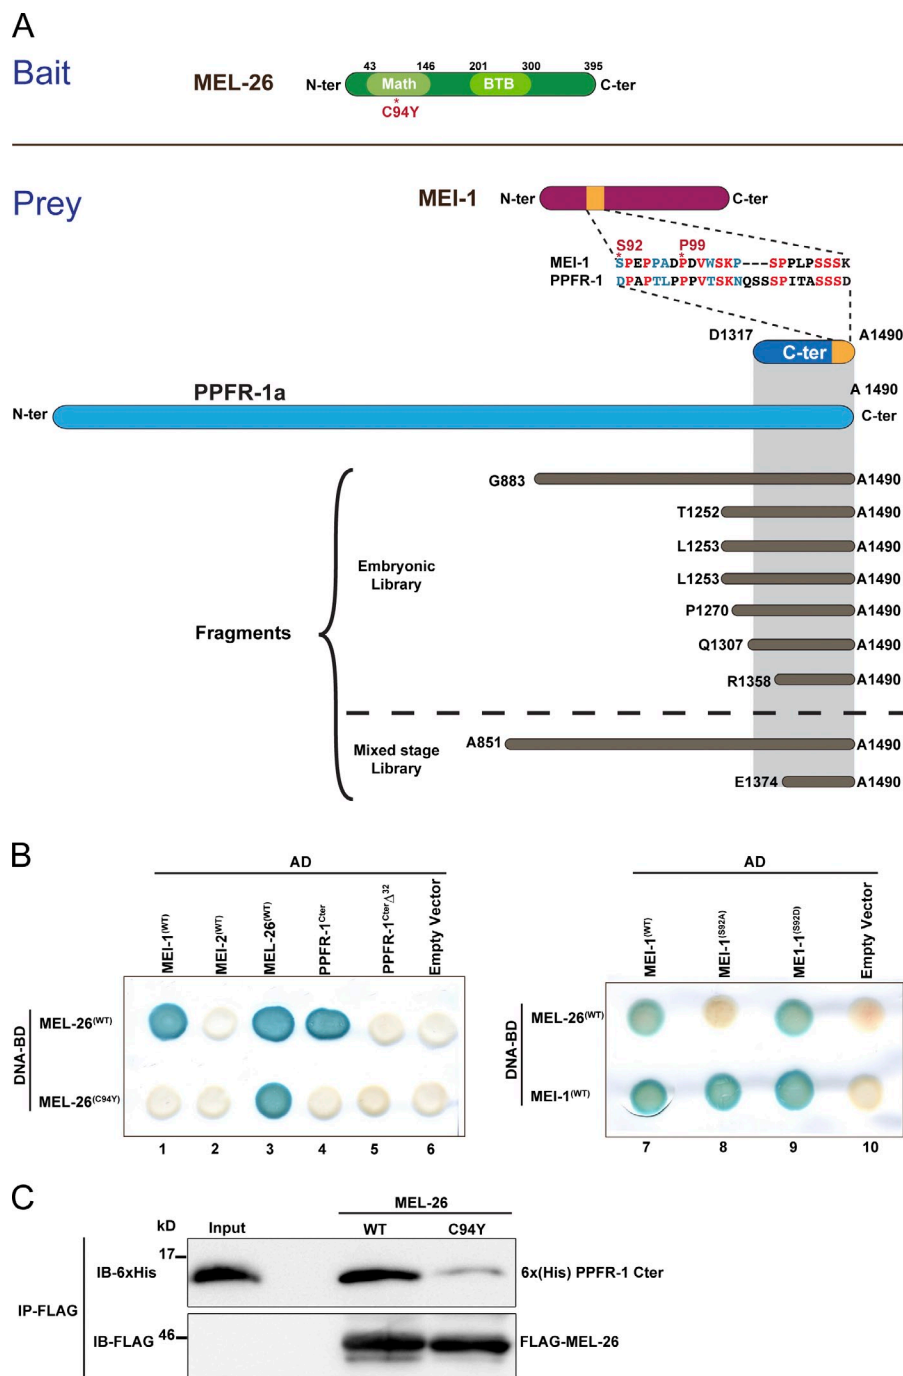 A
Bait
43 146 201 300 395
MEL-26 N-ter Math BTB C-ter
*
C94Y
Prey
MEI-1 N-ter C-ter
S92 P99
* *
MEI-1 SPEPPADPDVWSKP---SPPLPSSSK
PPFR-1 DPAPTLPPPVTSKNQSSSPITASSSD
D1317 A1490
C-ter
PPFR-1a A 1490
N-ter C-ter
G883 A1490
T1252 A1490
L1253 A1490
Embryonic
Library
L1253 A1490
P1270 A1490
Fragments
Q1307 A1490
R1358 A1490
A851 A1490
Mixed stage
Library
E1374 A1490
B
AD
MEI-1(WT)
MEI-2(WT)
MEL-26(WT)
PPFR-1Cter
PPFR-1Cter△32
Empty Vector
DNA-BD
MEL-26(WT)
MEL-26(C94Y)
1 2 3 4 5 6
AD
MEI-1(WT)
MEI-1(S92A)
ME1-1(S92D)
Empty Vector
DNA-BD
MEL-26(WT)
MEI-1(WT)
7 8 9 10
C
MEL-26
kD Input WT C94Y
17
IB-6xHis 6x(His) PPFR-1 Cter
IP-FLAG
46
IB-FLAG FLAG-MEL-26